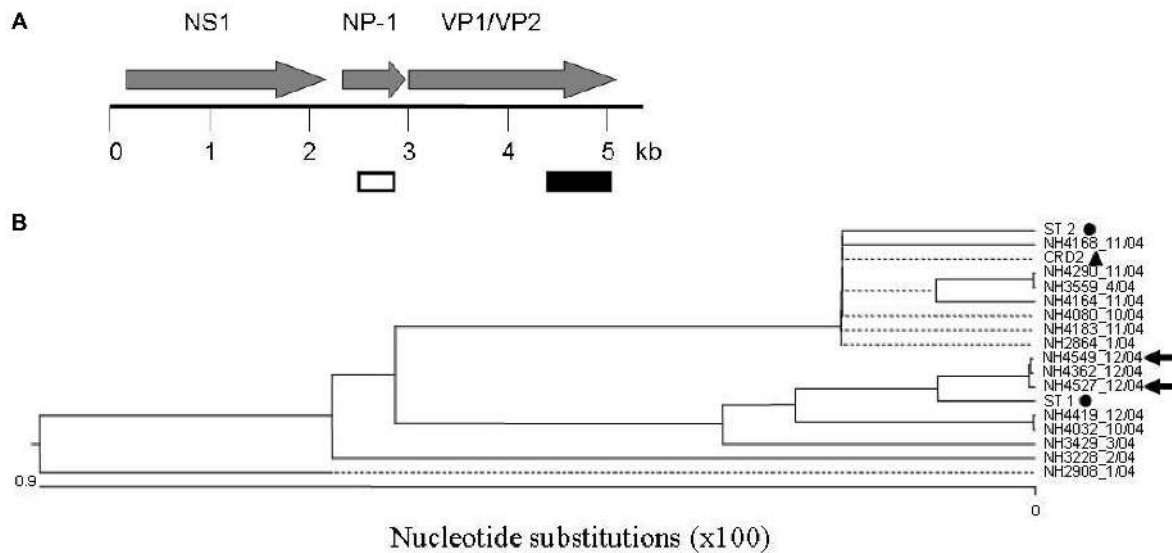 A
NS1 NP-1 VP1/VP2
0 1 2 3 4 5 kb
B
ST 2
NH4168_11/04
CRD2
NH4290_11/04
NH3559_4/04
NH4164_11/04
NH4080_10/04
NH4183_11/04
NH2864_1/04
NH4549_12/04
NH4362_12/04
NH4527_12/04
ST 1
NH4419_12/04
NH4032_10/04
NH3429_3/04
NH3228_2/04
NH2908_1/04
0.9
0
Nucleotide substitutions (x100)